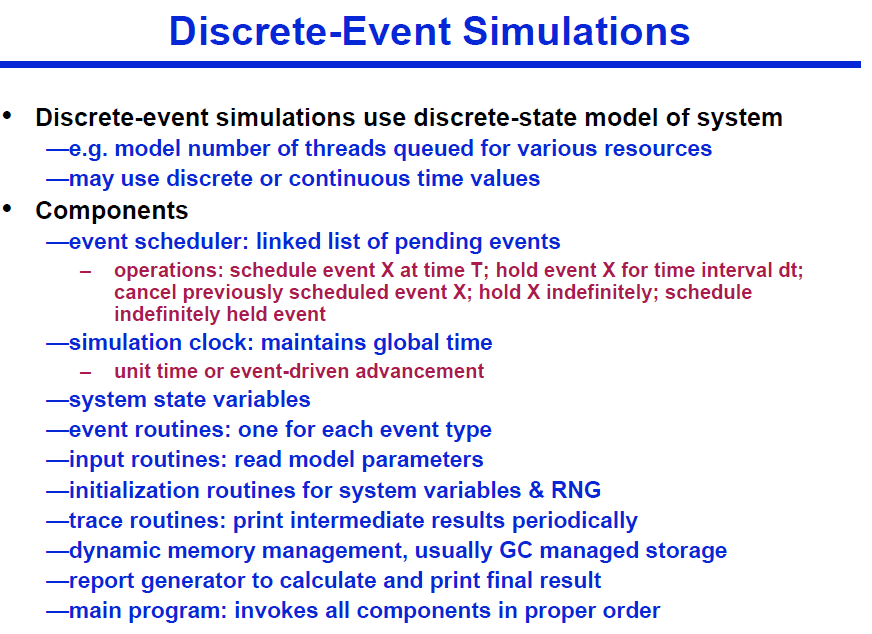 Discrete-Event Simulations
• Discrete-event simulations use discrete-state model of system
—e.g. model number of threads queued for various resources
—may use discrete or continuous time values
• Components
—event scheduler: linked list of pending events
– operations: schedule event X at time T; hold event X for time interval dt;
cancel previously scheduled event X; hold X indefinitely; schedule
indefinitely held event
—simulation clock: maintains global time
– unit time or event-driven advancement
—system state variables
—event routines: one for each event type
—input routines: read model parameters
—initialization routines for system variables & RNG
—trace routines: print intermediate results periodically
—dynamic memory management, usually GC managed storage
—report generator to calculate and print final result
—main program: invokes all components in proper order